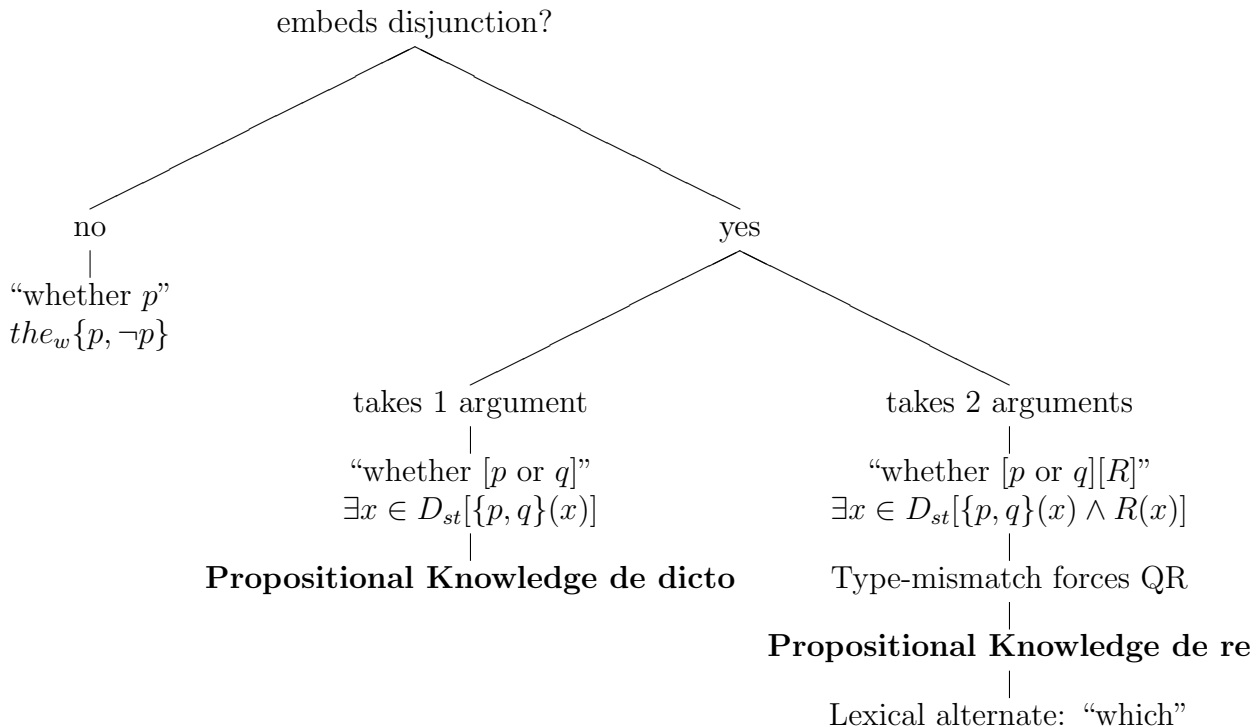 embeds disjunction?
no
yes
“whether p”
the_w{p, ¬p}
takes 1 argument
takes 2 arguments
“whether [p or q]”
“whether [p or q][R]”
∃x ∈ D_st[{p, q}(x)]
∃x ∈ D_st[{p, q}(x) ∧ R(x)]
Propositional Knowledge de dicto
Type-mismatch forces QR
Propositional Knowledge de re
Lexical alternate: “which”